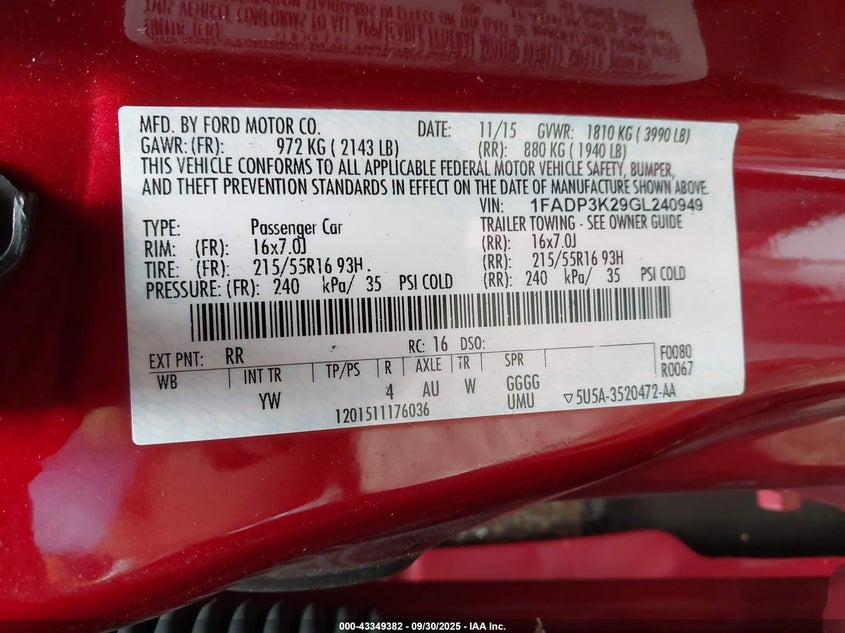 MFD. BY FORD MOTOR CO. DATE: 11/15 GVWR: 1810 KG ( 3990 LB)
GAWR: (FR): 972 KG ( 2143 LB) (RR): 880 KG ( 1940 LB)
THIS VEHICLE CONFORMS TO ALL APPLICABLE FEDERAL MOTOR VEHICLE SAFETY, BUMPER,
AND THEFT PREVENTION STANDARDS IN EFFECT ON THE DATE OF MANUFACTURE SHOWN ABOVE.
VIN: 1FADP3K29GL240949
TYPE: Passenger Car TRAILER TOWING - SEE OWNER GUIDE
RIM: (FR): 16x7.0J (RR): 16x7.0J
TIRE: (FR): 215/55R16 93H (RR): 215/55R16 93H
PRESSURE: (FR): 240 kPa/ 35 PSI COLD (RR): 240 kPa/ 35 PSI COLD
EXT PNT: RR RC: 16 DSO: F0080
WB INT TR TP/PS R AXLE TR SPR R0067
YW 4 AU W GGGG
1201511176036 UMU ▽5U5A-3520472-AA
000-43349382 - 09/30/2025 - IAA Inc.